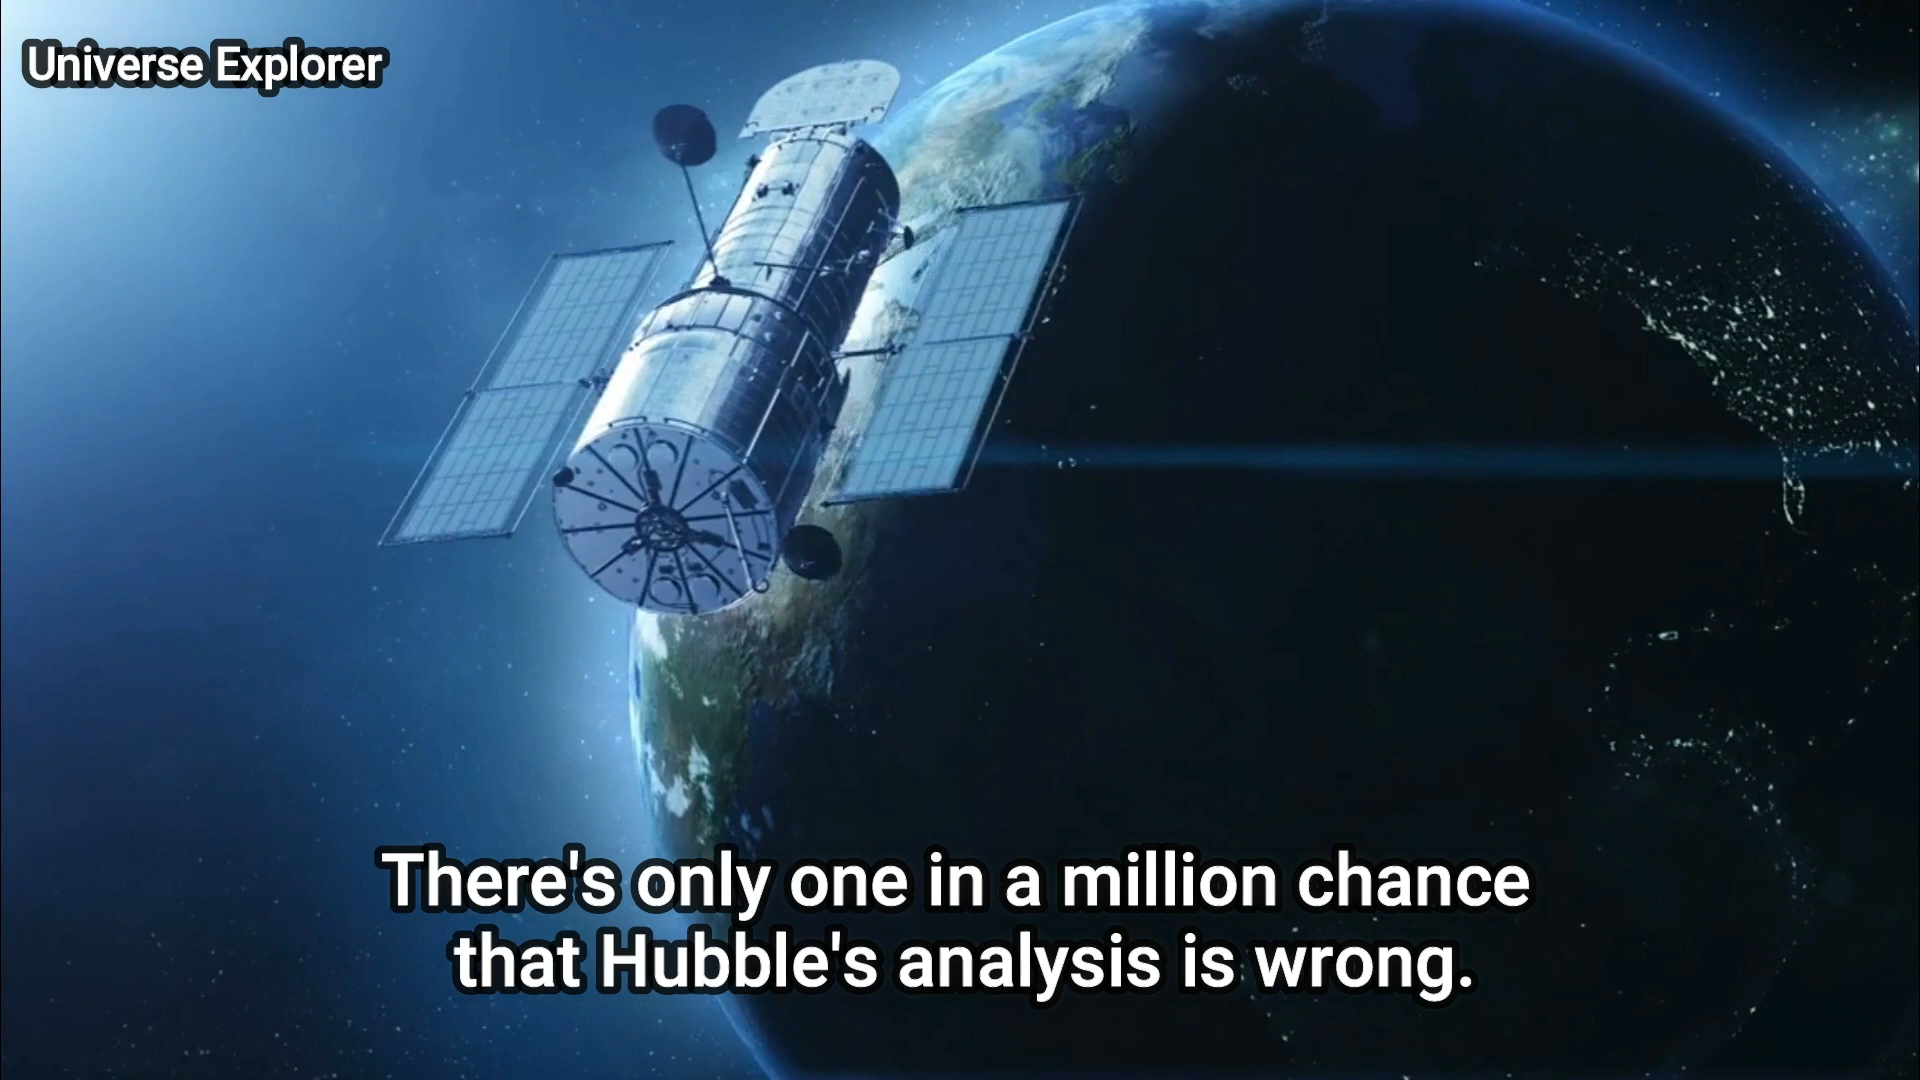 Universe Explorer
There's only one in a million chance
that Hubble's analysis is wrong.